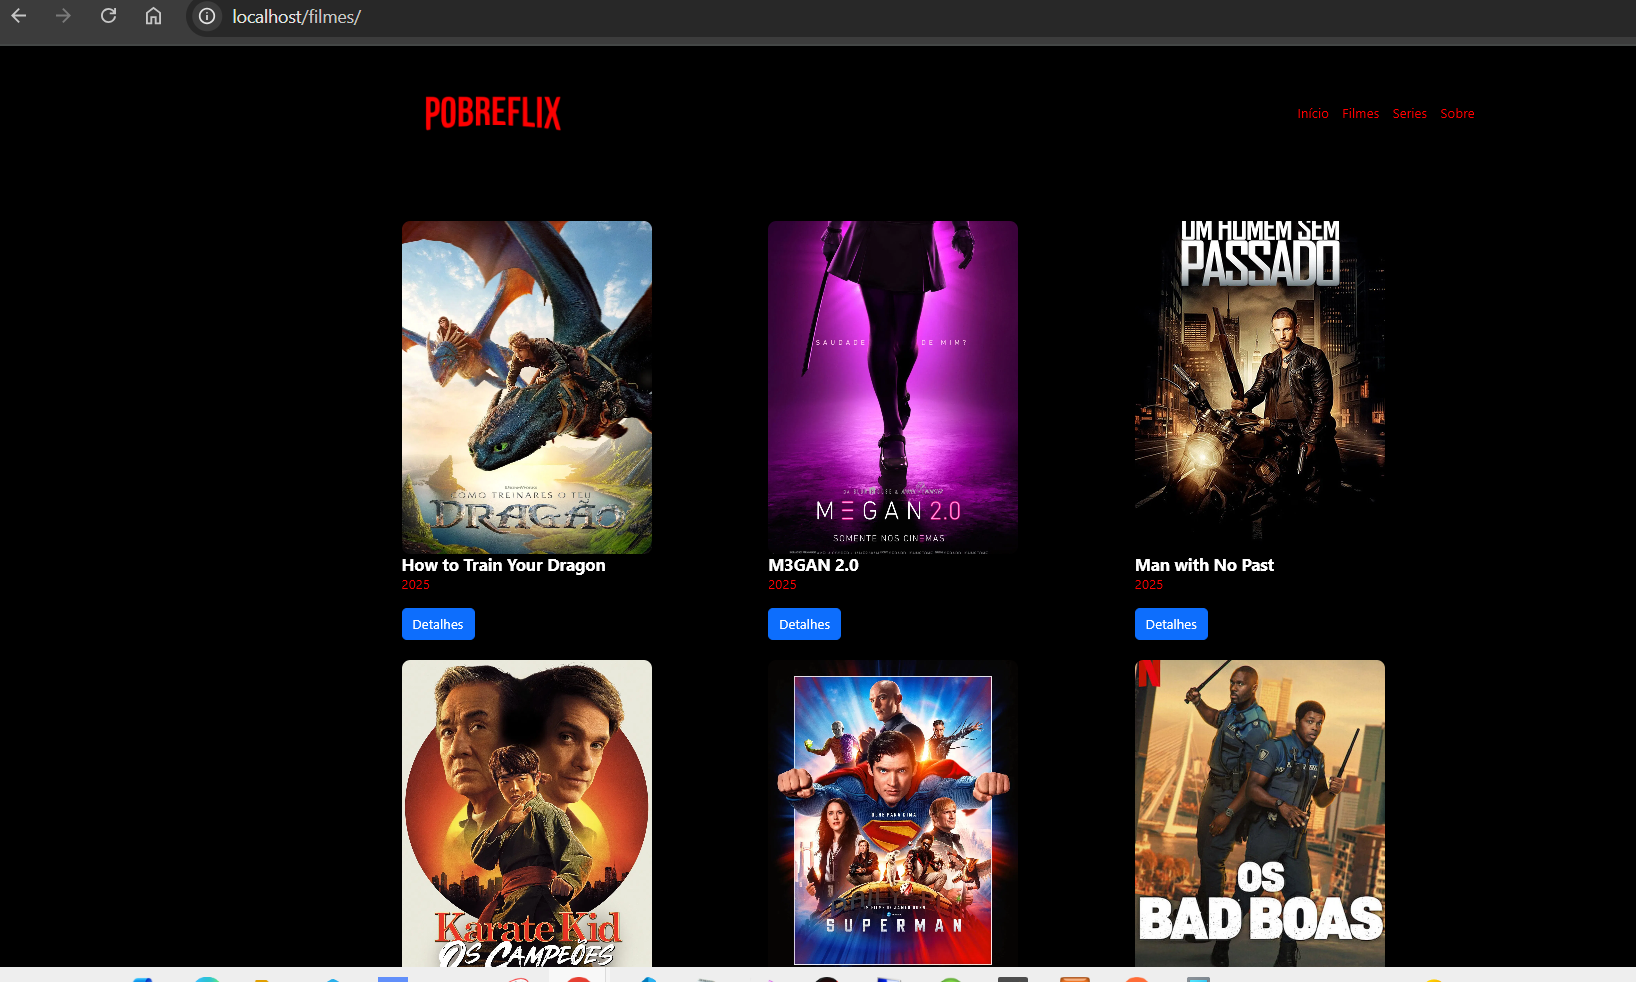 localhost/filmes/
POBREFLIX
Início Filmes Series Sobre
SAUDADE DE MIM?
MEGAN 2.0
SOMENTE NOS CINEMAS
COMO TREINARES O TEU
DRAGÃO
UM HOMEM SEM
PASSADO
How to Train Your Dragon
2025
Detalhes
M3GAN 2.0
2025
Detalhes
Man with No Past
2025
Detalhes
Karate Kid
OS CAMPEÕES
SUPERMAN
N
OS
BAD BOAS